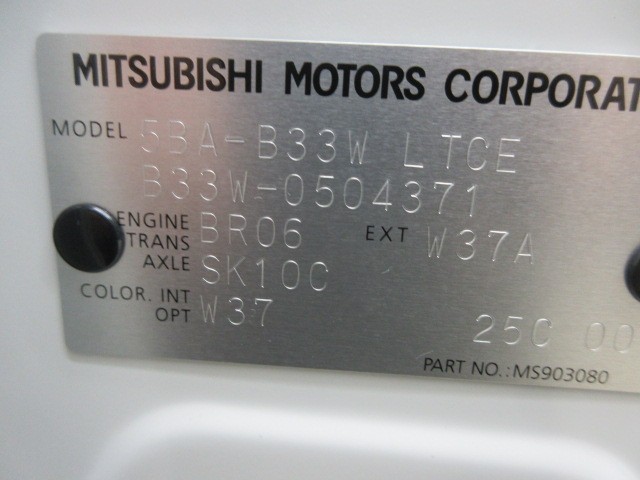 MITSUBISHI MOTORS CORPORAT
MODEL 5BA-B33W LTCE
B33W-0504371
ENGINE BR06 EXT W37A
TRANS
AXLE SK10C
COLOR. INT W37
OPT 25C 00
PART NO.:MS903080